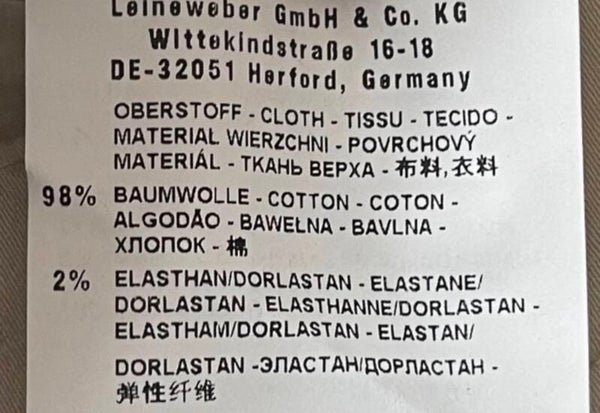 Leineweber GmbH & Co. KG
Wittekindstraße 16-18
DE-32051 Herford, Germany
OBERSTOFF - CLOTH - TISSU - TECIDO -
MATERIAŁ WIERZCHNI - POVRCHOVÝ
MATERIÁL - ТКАНЬ ВЕРХА - 布料,衣料
98% BAUMWOLLE - COTTON - COTON -
ALGODÃO - BAWEŁNA - BAVLNA -
ХЛОПОК - 棉
2% ELASTHAN/DORLASTAN - ELASTANE/
DORLASTAN - ELASTHANNE/DORLASTAN -
ELASTHAM/DORLASTAN - ELASTAN/
DORLASTAN -ЭЛАСТАН/ДОРЛАСТАН -
弹性纤维